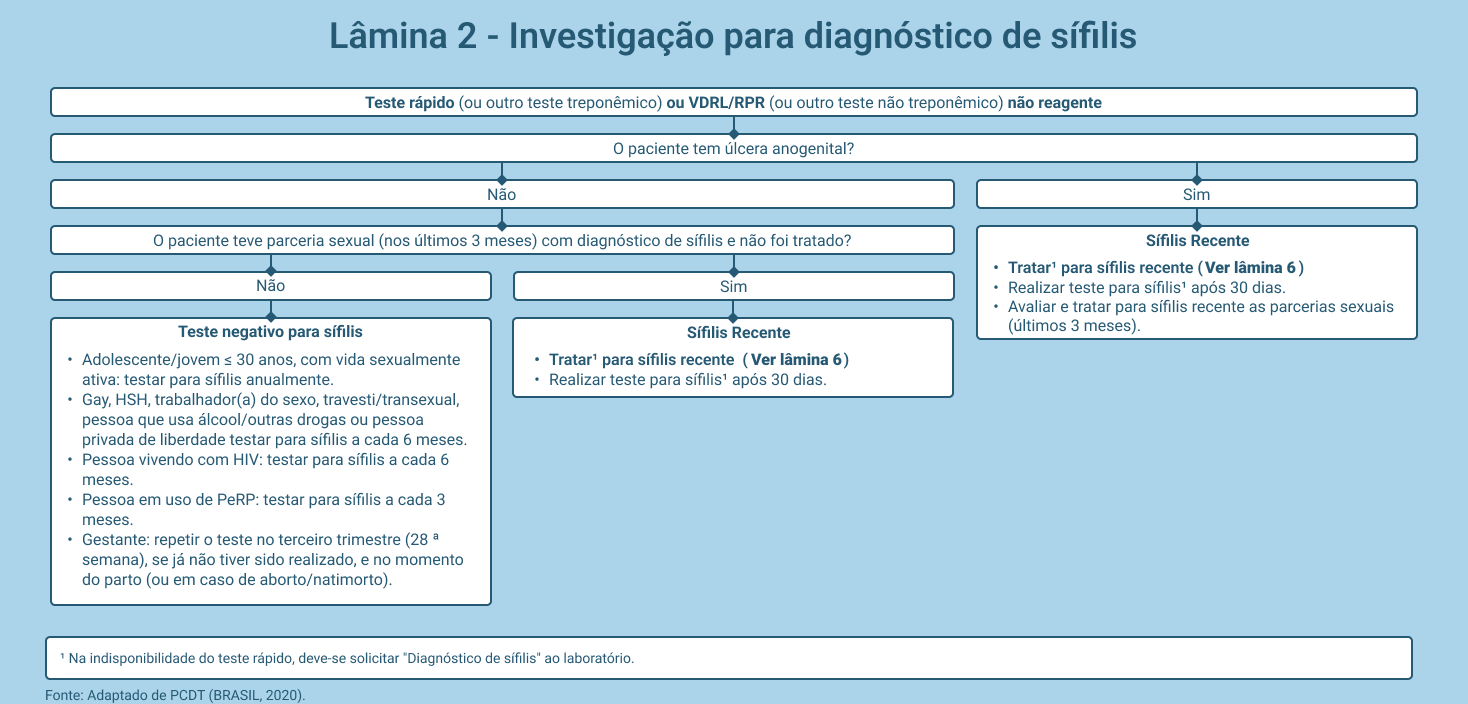 Lâmina 2 - Investigação para diagnóstico de sífilis
Teste rápido (ou outro teste treponêmico) ou VDRL/RPR (ou outro teste não treponêmico) não reagente
O paciente tem úlcera anogenital?
Não
Sim
O paciente teve parceria sexual (nos últimos 3 meses) com diagnóstico de sífilis e não foi tratado?
Sífilis Recente
• Tratar¹ para sífilis recente (Ver lâmina 6)
• Realizar teste para sífilis¹ após 30 dias.
• Avaliar e tratar para sífilis recente as parcerias sexuais
(últimos 3 meses).
Não
Sim
Teste negativo para sífilis
• Adolescente/jovem ≤ 30 anos, com vida sexualmente
ativa: testar para sífilis anualmente.
• Gay, HSH, trabalhador(a) do sexo, travesti/transexual,
pessoa que usa álcool/outras drogas ou pessoa
privada de liberdade testar para sífilis a cada 6 meses.
• Pessoa vivendo com HIV: testar para sífilis a cada 6
meses.
• Pessoa em uso de PeRP: testar para sífilis a cada 3
meses.
• Gestante: repetir o teste no terceiro trimestre (28 ª
semana), se já não tiver sido realizado, e no momento
do parto (ou em caso de aborto/natimorto).
Sífilis Recente
• Tratar¹ para sífilis recente (Ver lâmina 6)
• Realizar teste para sífilis¹ após 30 dias.
¹ Na indisponibilidade do teste rápido, deve-se solicitar "Diagnóstico de sífilis" ao laboratório.
Fonte: Adaptado de PCDT (BRASIL, 2020).